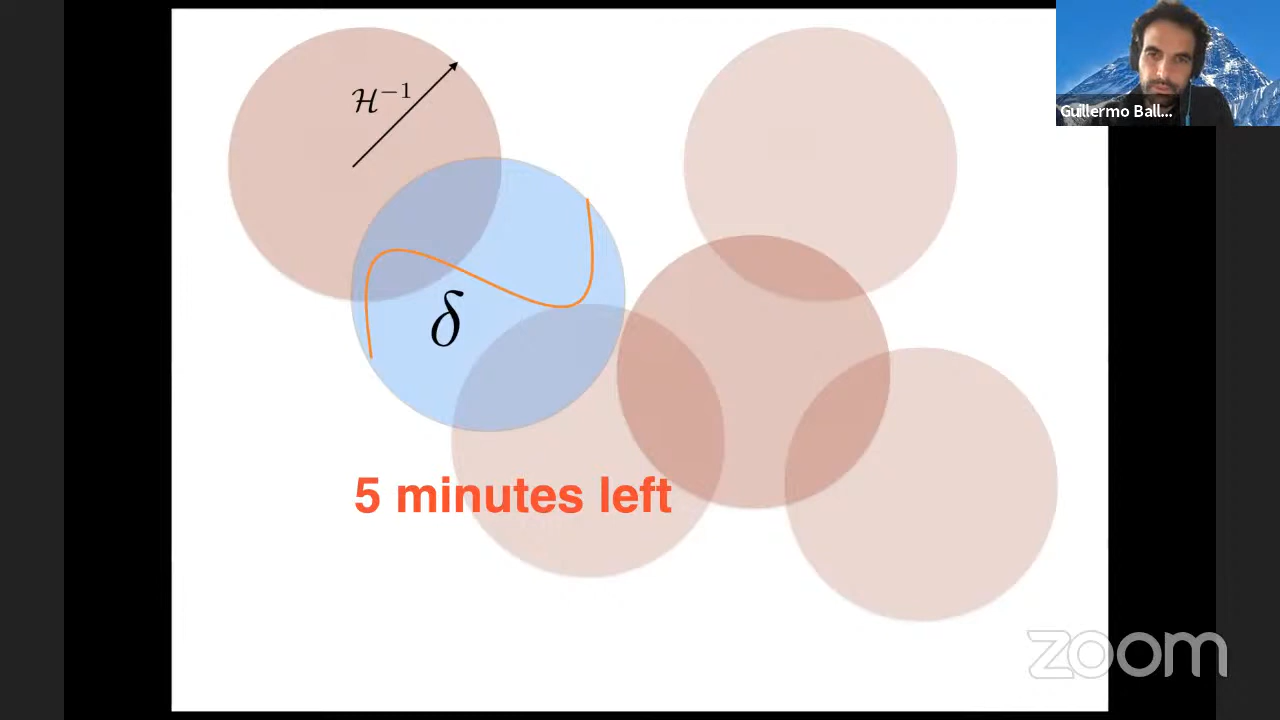 ℋ⁻¹
Guillermo Ball...
δ
5 minutes left
zoom